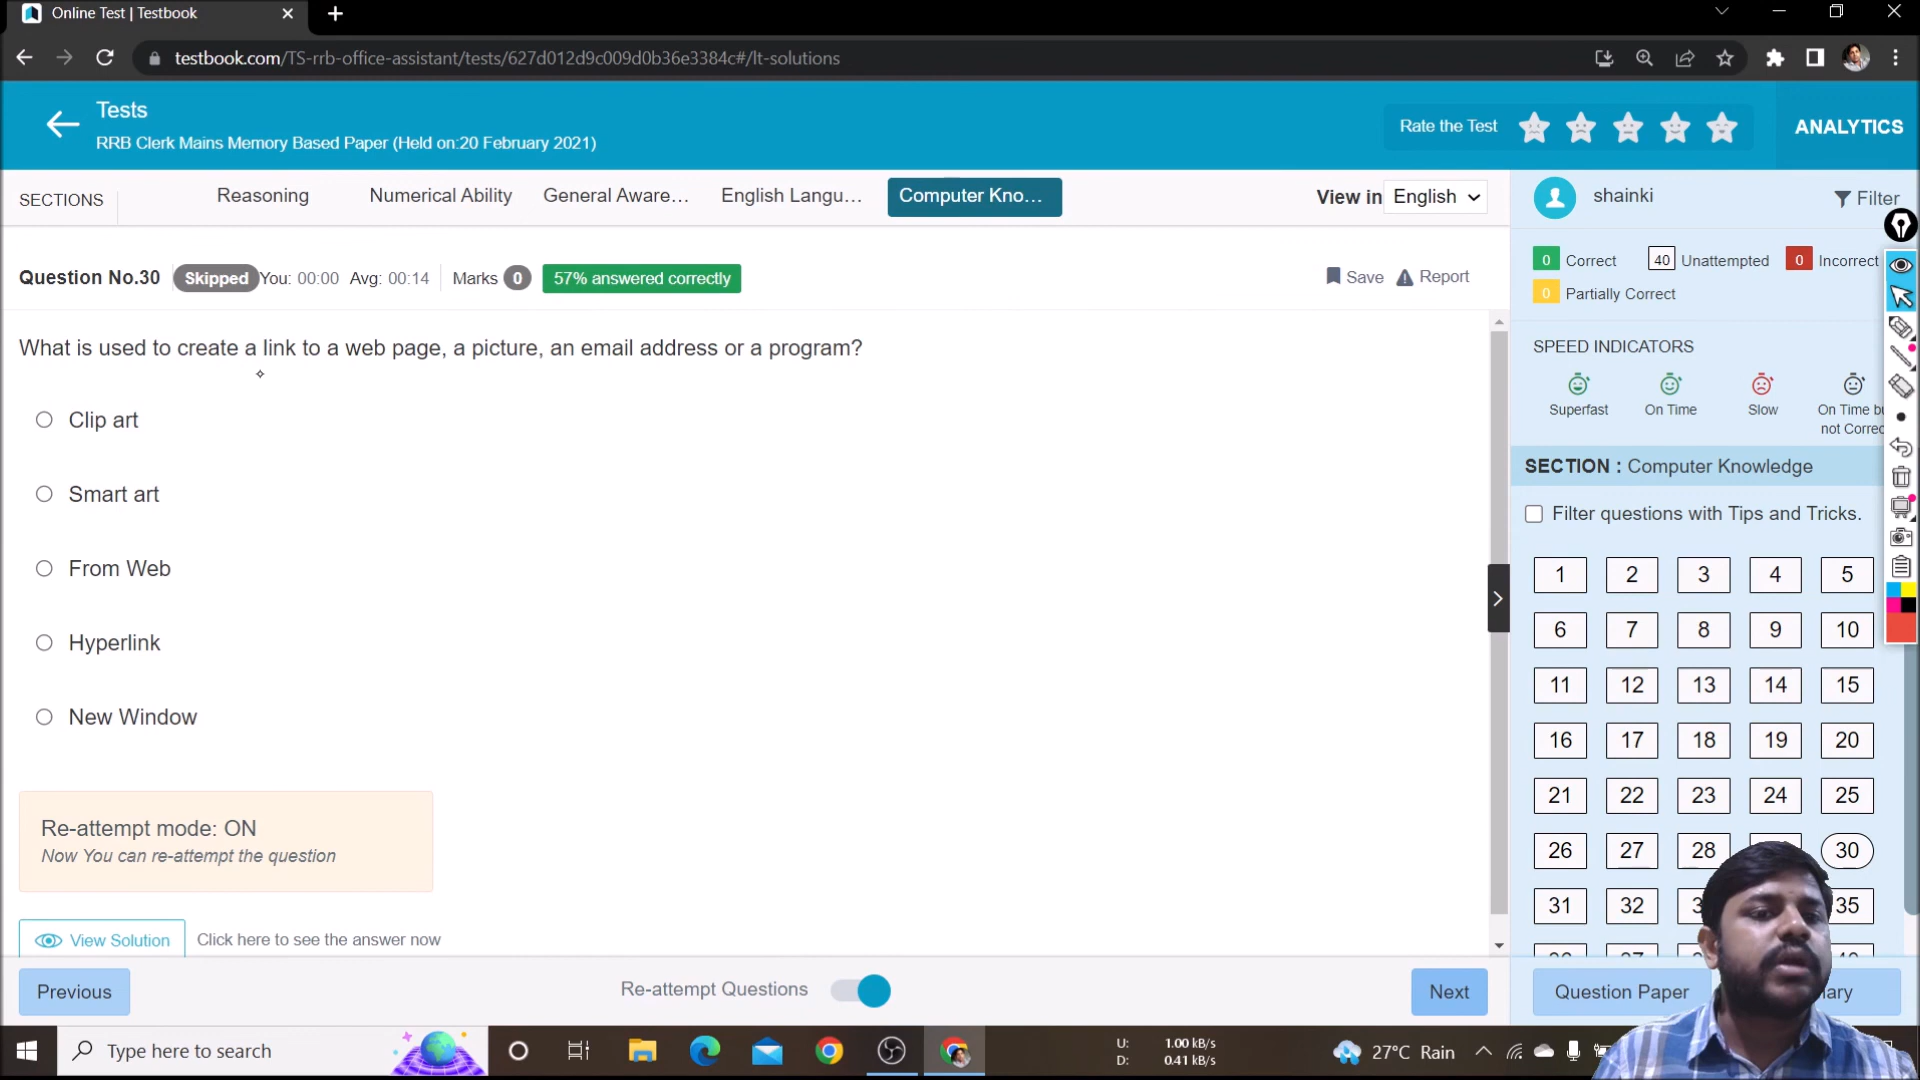 Online Test | Testbook
testbook.com/TS-rrb-office-assistant/tests/627d012d9c009d0b36e3384c#/lt-solutions
Tests
RRB Clerk Mains Memory Based Paper (Held on:20 February 2021)
Rate the Test
ANALYTICS
SECTIONS
Reasoning
Numerical Ability
General Aware...
English Langu...
Computer Kno...
View in English
shainki
Filter
Question No.30 Skipped You: 00:00 Avg: 00:14 Marks 0 57% answered correctly
Save Report
0 Correct 40 Unattempted 0 Incorrect
0 Partially Correct
What is used to create a link to a web page, a picture, an email address or a program?
Clip art
Smart art
From Web
Hyperlink
New Window
SPEED INDICATORS
Superfast On Time Slow On Time bu
not Correc
SECTION : Computer Knowledge
Filter questions with Tips and Tricks.
1 2 3 4 5
6 7 8 9 10
11 12 13 14 15
16 17 18 19 20
21 22 23 24 25
26 27 28 30
31 32 35
Re-attempt mode: ON
Now You can re-attempt the question
View Solution Click here to see the answer now
Previous
Re-attempt Questions
Next
Question Paper
Type here to search
U: 1.00 kB/s
D: 0.41 kB/s
27°C Rain